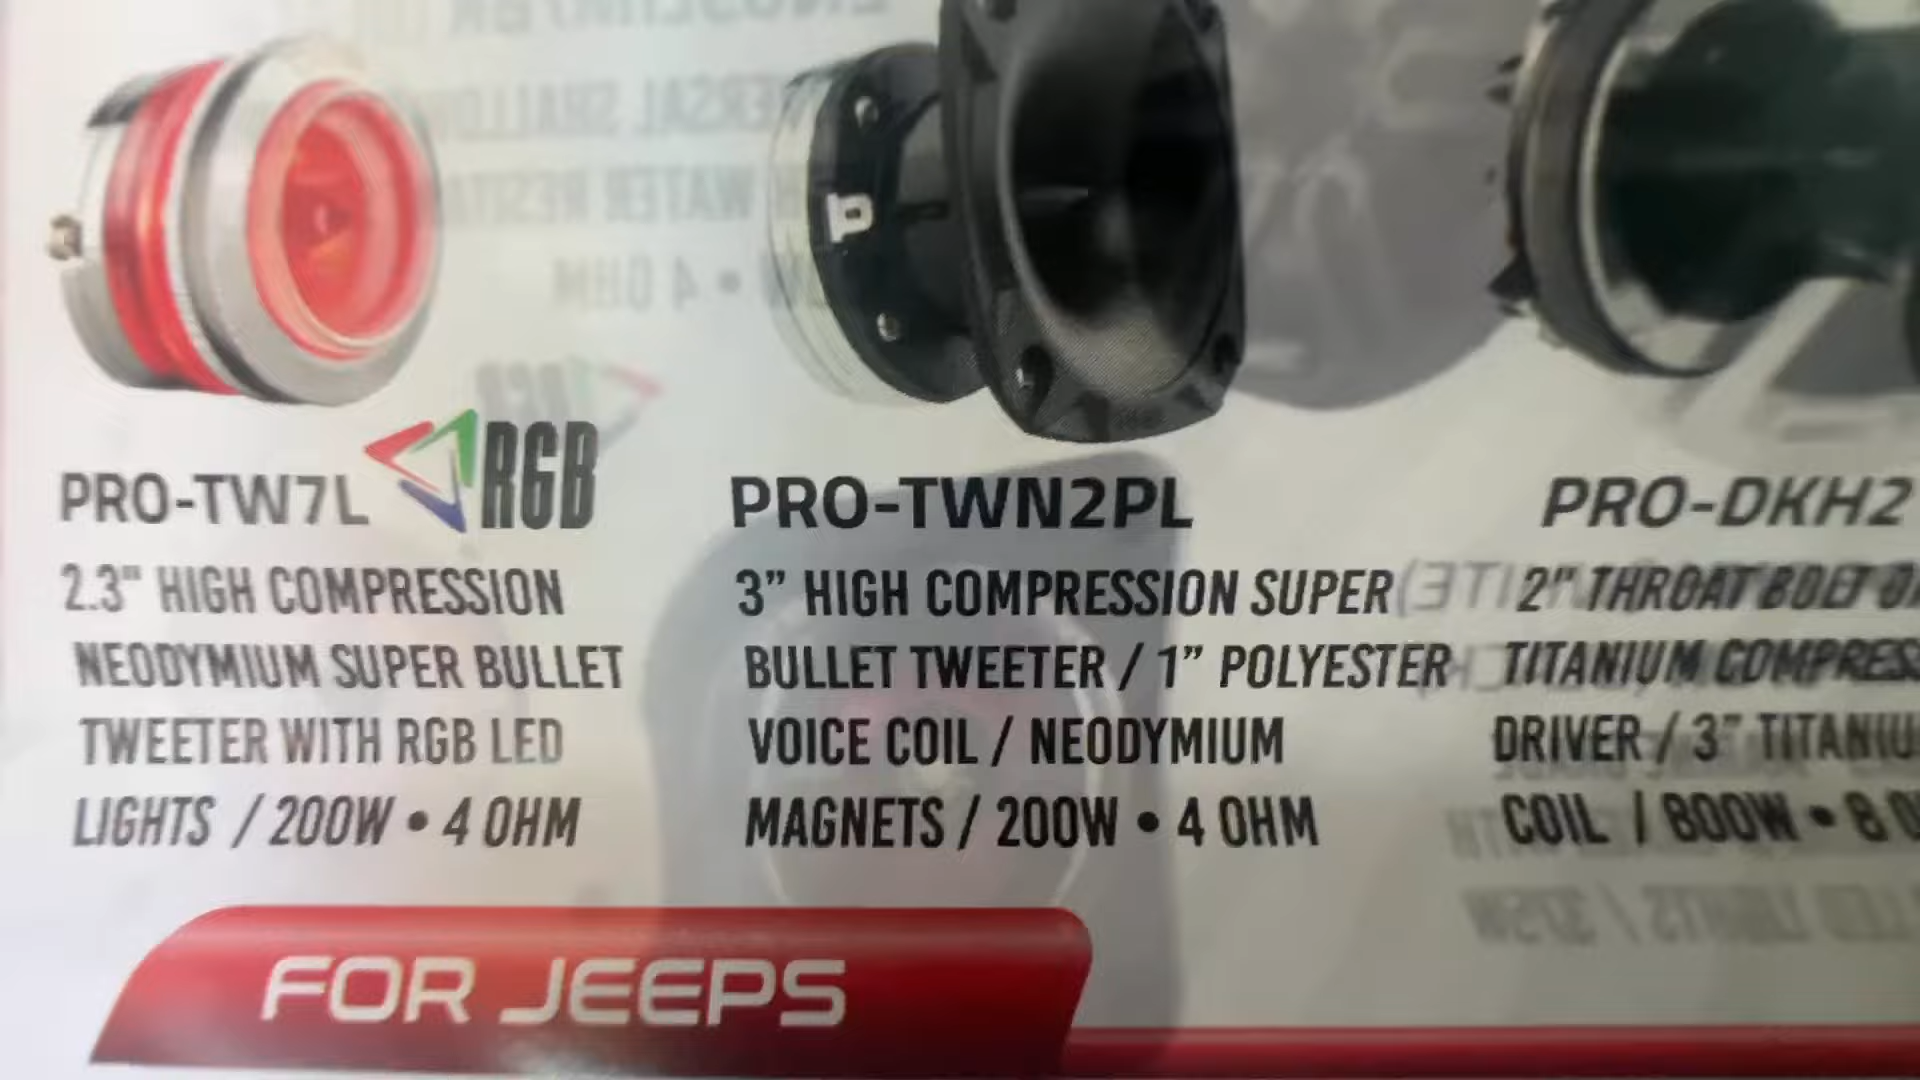 PRO-TW7L RGB
2.3" HIGH COMPRESSION
NEODYMIUM SUPER BULLET
TWEETER WITH RGB LED
LIGHTS / 200W • 4 OHM
PRO-TWN2PL
3” HIGH COMPRESSION SUPER
BULLET TWEETER / 1” POLYESTER
VOICE COIL / NEODYMIUM
MAGNETS / 200W • 4 OHM
PRO-DKH2
2" THROAT BOLT
TITANIUM
DRIVER / 3"
COIL / 800W • 8
FOR JEEPS